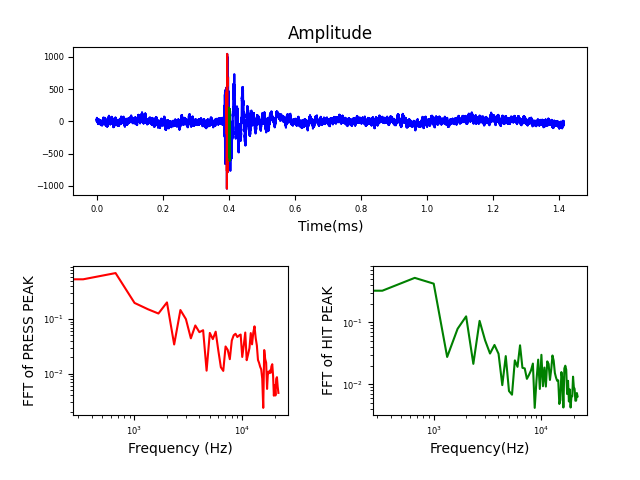 Amplitude
1000
500
0
−500
−1000
0.0 0.2 0.4 0.6 0.8 1.0 1.2 1.4
Time(ms)
FFT of PRESS PEAK
10⁻¹
10⁻²
10³ 10⁴
Frequency (Hz)
FFT of HIT PEAK
10⁻¹
10⁻²
10³ 10⁴
Frequency(Hz)